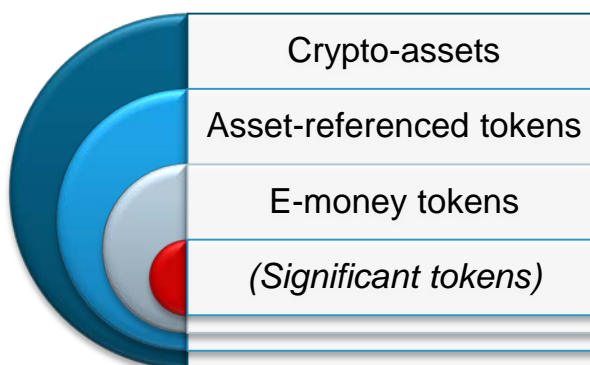 Crypto-assets
Asset-referenced tokens
E-money tokens
(Significant tokens)